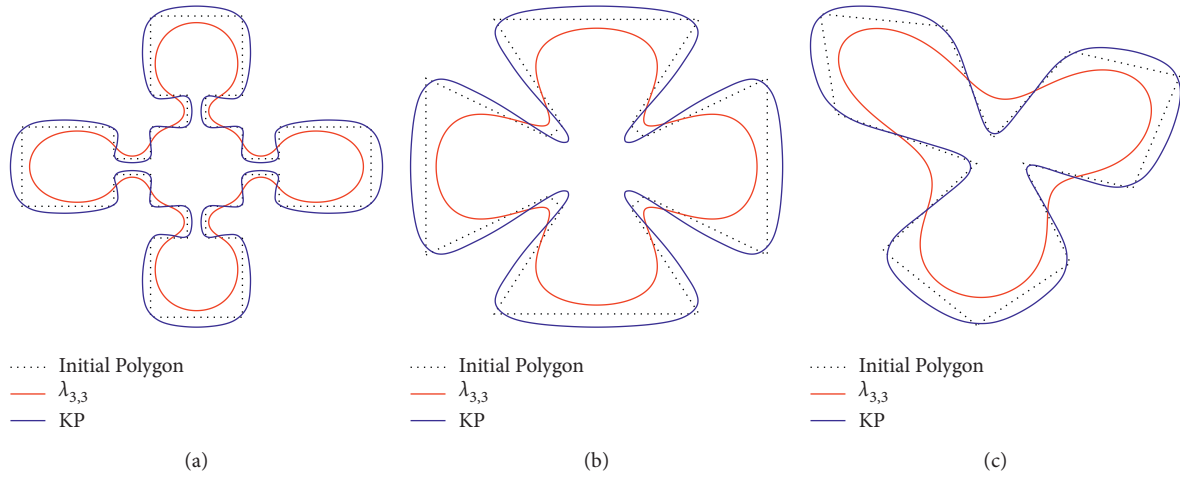 Initial Polygon
λ3,3
KP
(a)
Initial Polygon
λ3,3
KP
(b)
Initial Polygon
λ3,3
KP
(c)